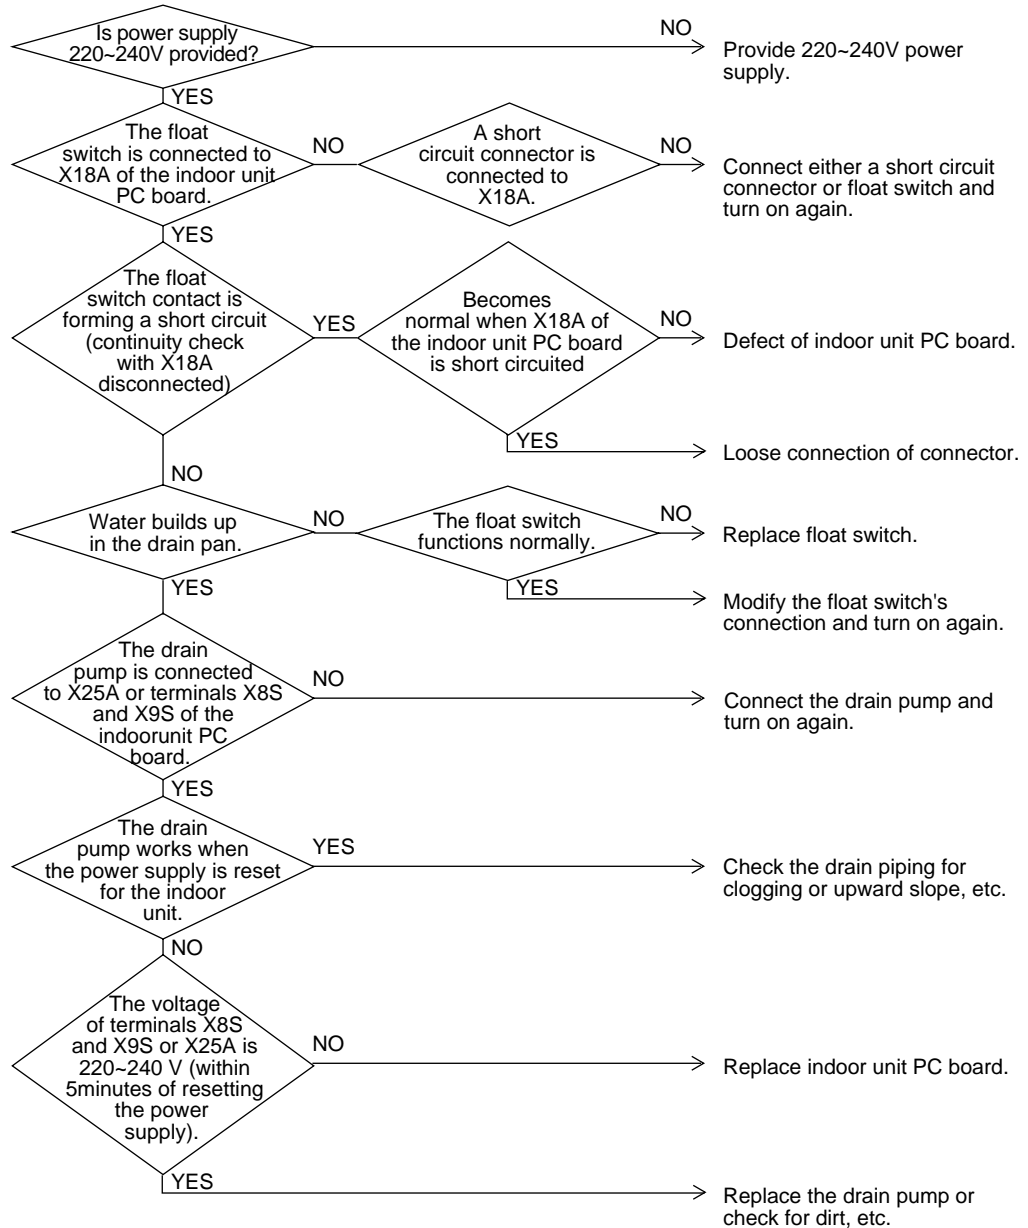 Is power supply
220~240V provided?
NO
Provide 220~240V power
supply.
YES
The float
switch is connected to
X18A of the indoor unit
PC board.
NO
A short
circuit connector is
connected to
X18A.
NO
Connect either a short circuit
connector or float switch and
turn on again.
YES
The float
switch contact is
forming a short circuit
(continuity check
with X18A
disconnected)
YES
Becomes
normal when X18A of
the indoor unit PC board
is short circuited
NO
Defect of indoor unit PC board.
YES
Loose connection of connector.
NO
Water builds up
in the drain pan.
NO
The float switch
functions normally.
NO
Replace float switch.
YES
Modify the float switch's
connection and turn on again.
YES
The drain
pump is connected
to X25A or terminals X8S
and X9S of the
indoorunit PC
board.
NO
Connect the drain pump and
turn on again.
YES
The drain
pump works when
the power supply is reset
for the indoor
unit.
YES
Check the drain piping for
clogging or upward slope, etc.
NO
The voltage
of terminals X8S
and X9S or X25A is
220~240 V (within
5minutes of resetting
the power
supply).
NO
Replace indoor unit PC board.
YES
Replace the drain pump or
check for dirt, etc.